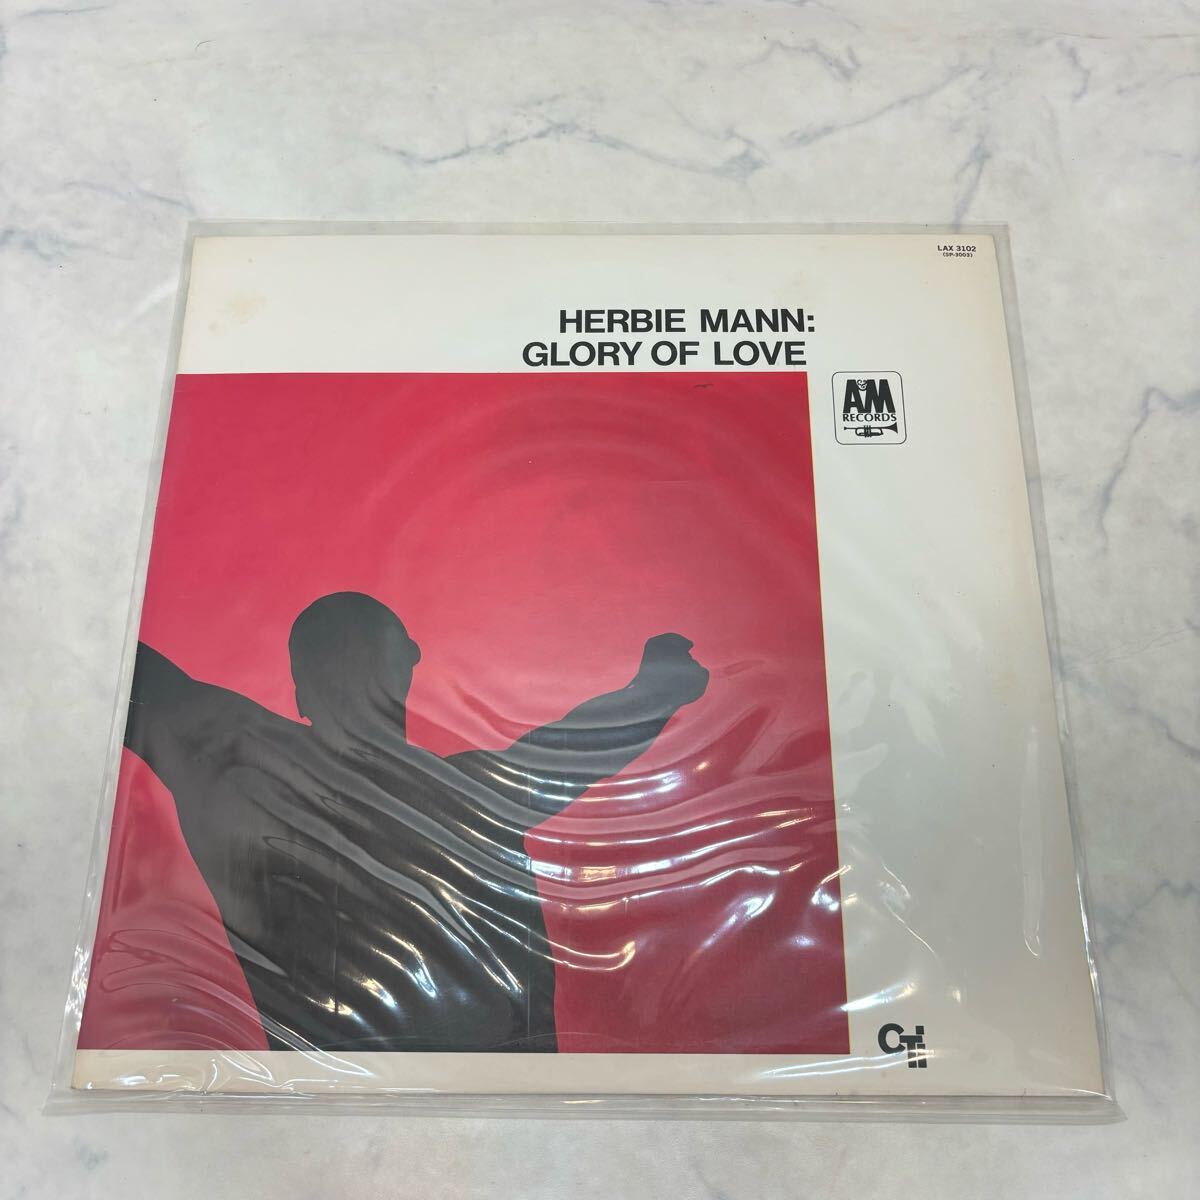 LAX 3102
(SP-3003)
HERBIE MANN:
GLORY OF LOVE
A&M
RECORDS
CTi